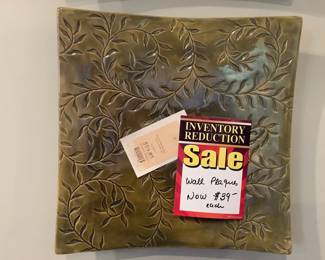 INVENTORY
REDUCTION
Sale
Wall Plaques
Now $39-
each